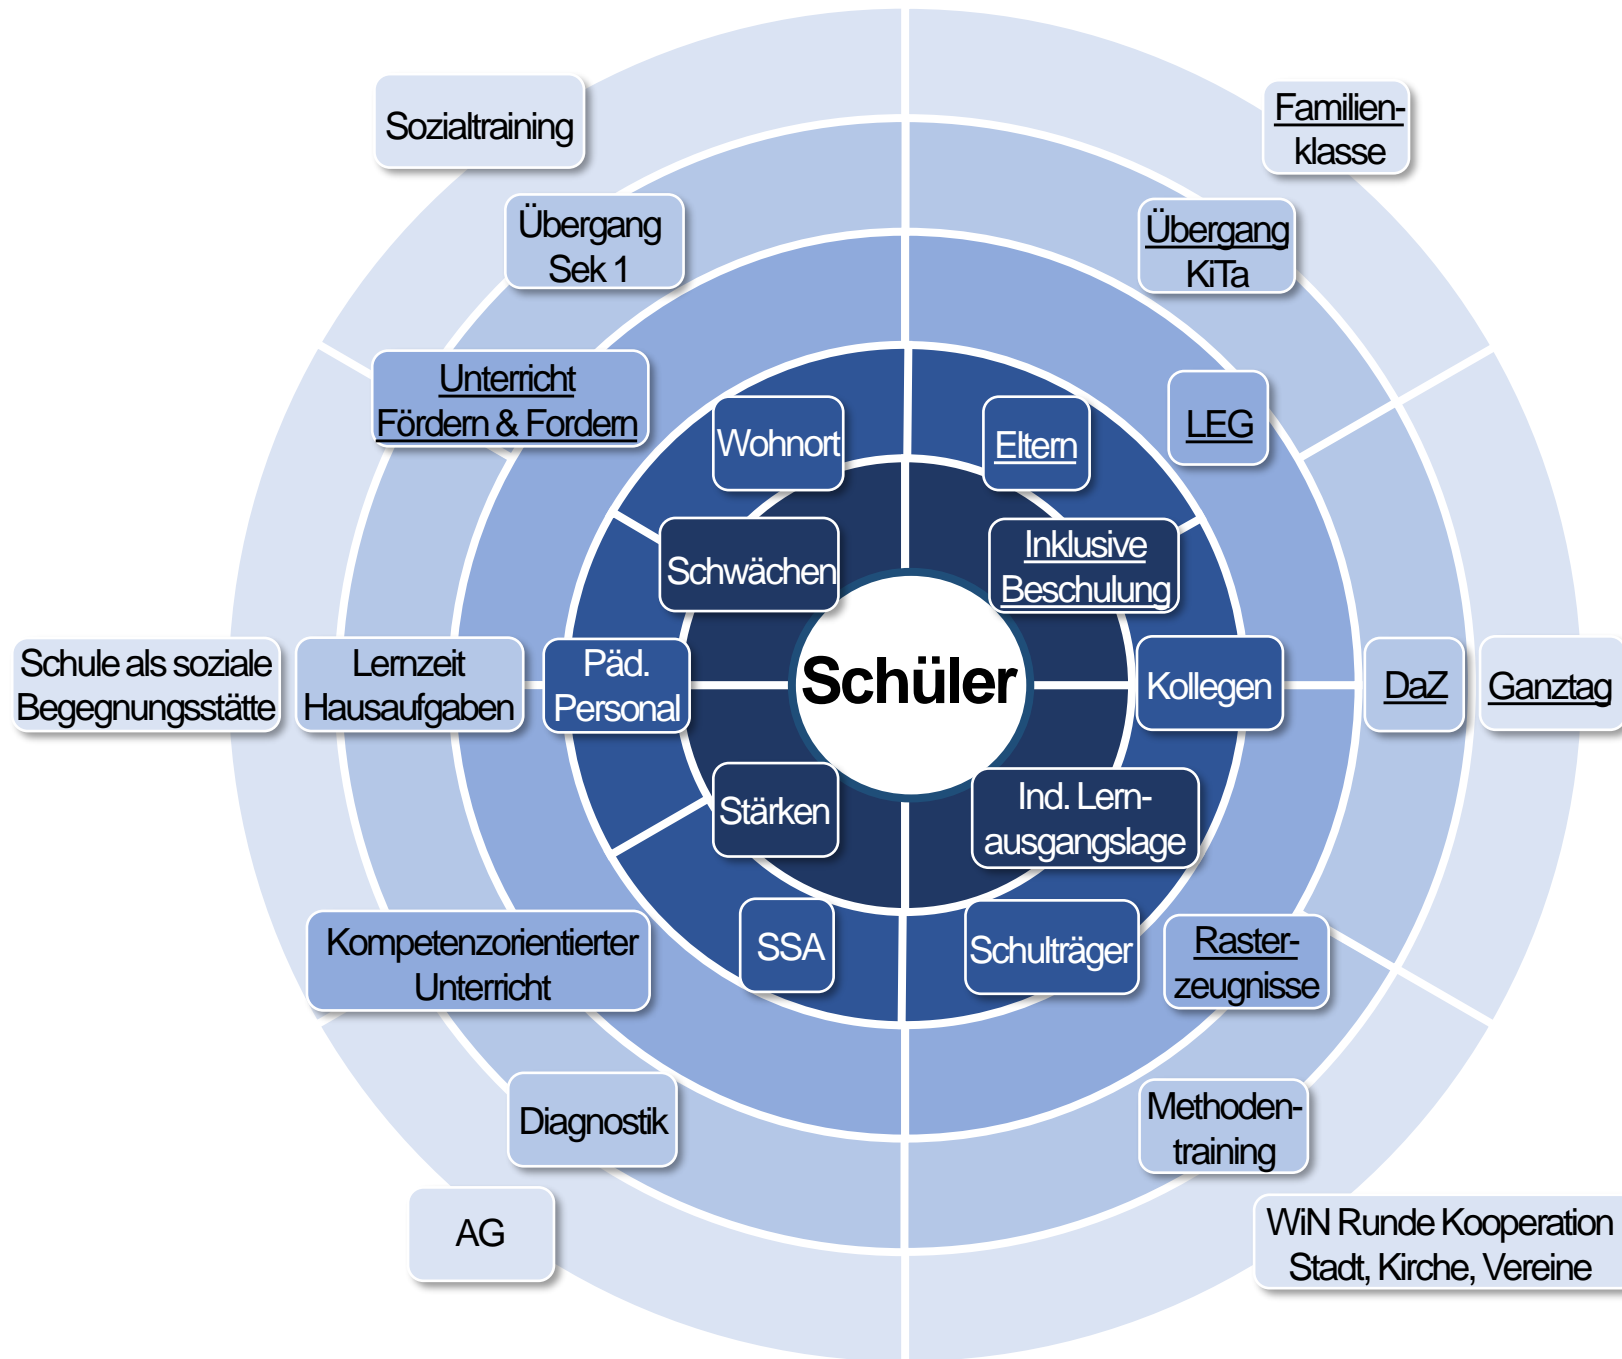 Sozialtraining
Familien-
klasse
Übergang
Sek 1
Übergang
KiTa
Unterricht
Fördern & Fordern
Wohnort
Eltern
LEG
Schwächen
Inklusive
Beschulung
Schule als soziale
Begegnungsstätte
Lernzeit
Hausaufgaben
Päd.
Personal
Schüler
Kollegen
DaZ
Ganztag
Stärken
Ind. Lern-
ausgangslage
Kompetenzorientierter
Unterricht
SSA
Schulträger
Raster-
zeugnisse
Diagnostik
Methoden-
training
AG
WiN Runde Kooperation
Stadt, Kirche, Vereine